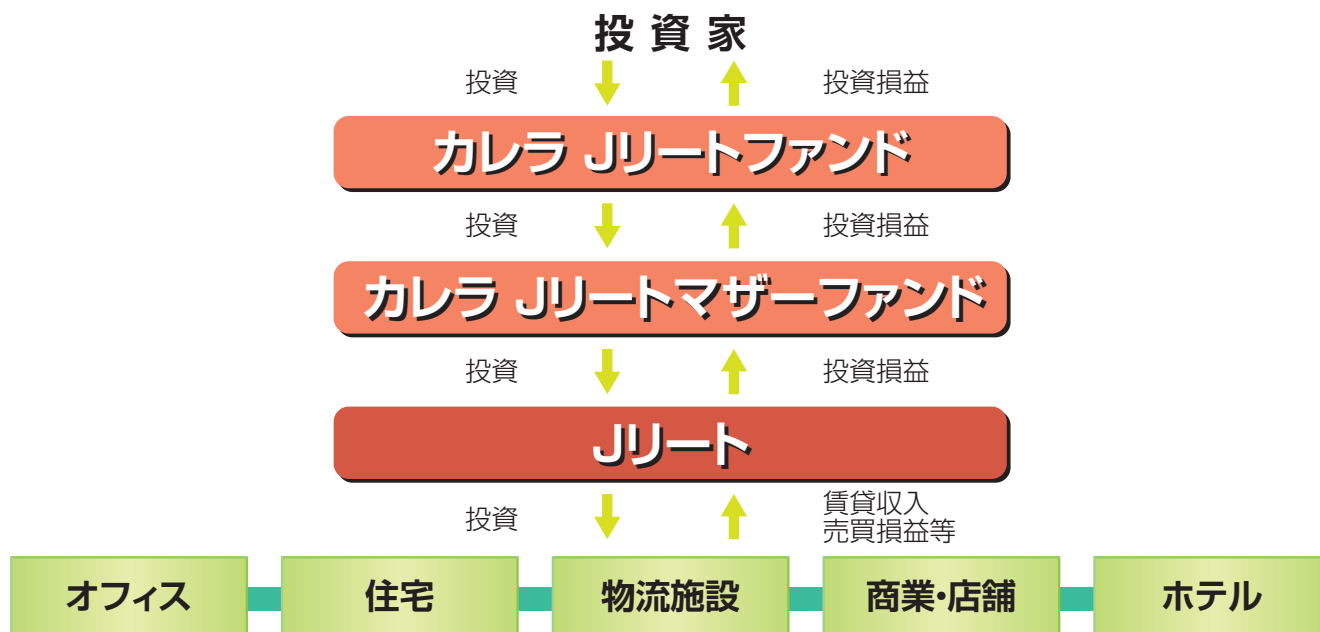 投資家
投資 投資損益
カレラ Jリートファンド
投資 投資損益
カレラ Jリートマザーファンド
投資 投資損益
Jリート
投資 賃貸収入
売買損益等
オフィス 住宅 物流施設 商業・店舗 ホテル